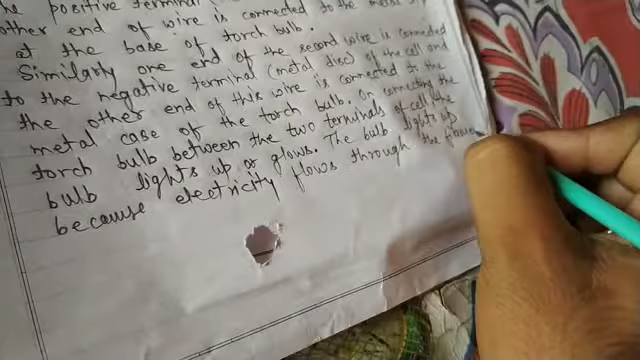 he positive terminal (
other end of wire is connected to the metal
at the base of torch bulb.
Similarly one end of the second wire is connected
to the negative terminal (metal disc) of the cell and
the other end of this wire is connected to the
metal case of the torch bulb. On connecting the
torch bulb between the two terminals of cell the
bulb lights up or glows. The bulb lights up
because electricity flows through the